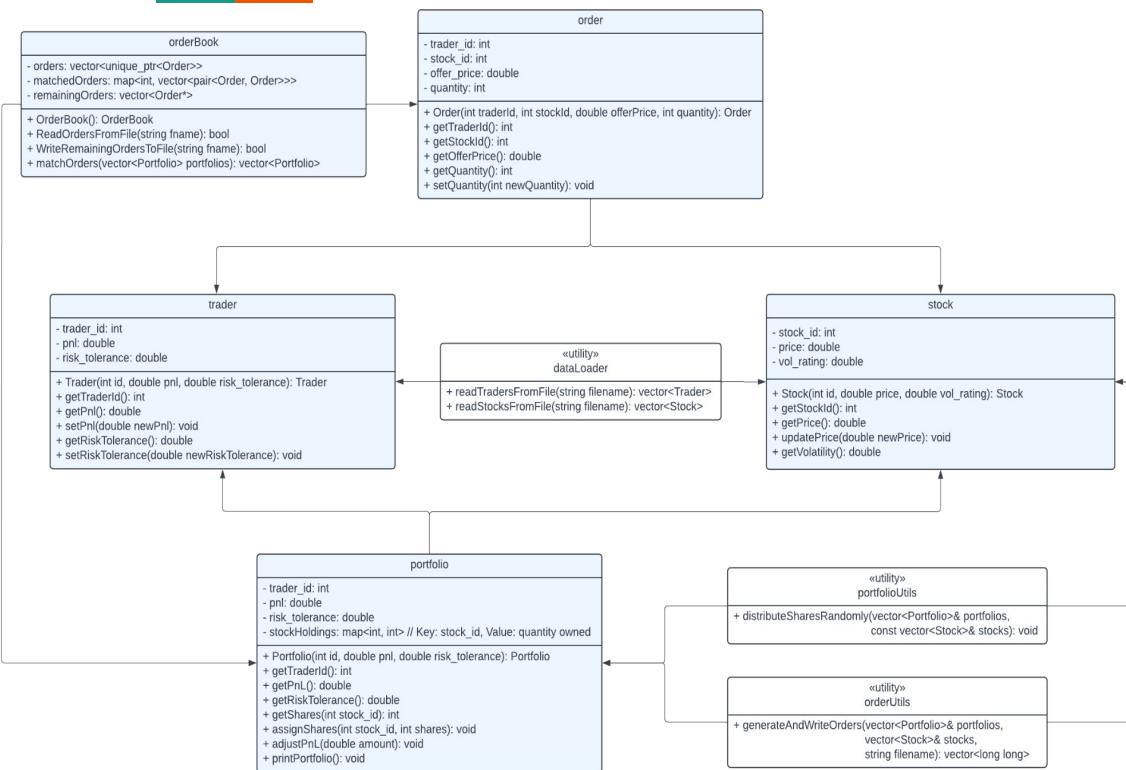 orderBook
- orders: vector<unique_ptr<Order>>
- matchedOrders: map<int, vector<pair<Order, Order>>>
- remainingOrders: vector<Order*>
+ OrderBook(): OrderBook
+ ReadOrdersFromFile(string fname): bool
+ WriteRemainingOrdersToFile(string fname): bool
+ matchOrders(vector<Portfolio> portfolios): vector<Portfolio>
order
- trader_id: int
- stock_id: int
- offer_price: double
- quantity: int
+ Order(int traderId, int stockId, double offerPrice, int quantity): Order
+ getTraderId(): int
+ getStockId(): int
+ getOfferPrice(): double
+ getQuantity(): int
+ setQuantity(int newQuantity): void
trader
- trader_id: int
- pnl: double
- risk_tolerance: double
+ Trader(int id, double pnl, double risk_tolerance): Trader
+ getTraderId(): int
+ getPnl(): double
+ setPnl(double newPnl): void
+ getRiskTolerance(): double
+ setRiskTolerance(double newRiskTolerance): void
«utility»
dataLoader
+ readTradersFromFile(string filename): vector<Trader>
+ readStocksFromFile(string filename): vector<Stock>
stock
- stock_id: int
- price: double
- vol_rating: double
+ Stock(int id, double price, double vol_rating): Stock
+ getStockId(): int
+ getPrice(): double
+ updatePrice(double newPrice): void
+ getVolatility(): double
portfolio
- trader_id: int
- pnl: double
- risk_tolerance: double
- stockHoldings: map<int, int> // Key: stock_id, Value: quantity owned
+ Portfolio(int id, double pnl, double risk_tolerance): Portfolio
+ getTraderId(): int
+ getPnL(): double
+ getRiskTolerance(): double
+ getShares(int stock_id): int
+ assignShares(int stock_id, int shares): void
+ adjustPnL(double amount): void
+ printPortfolio(): void
«utility»
portfolioUtils
+ distributeSharesRandomly(vector<Portfolio>& portfolios,
const vector<Stock>& stocks): void
«utility»
orderUtils
+ generateAndWriteOrders(vector<Portfolio>& portfolios,
vector<Stock>& stocks,
string filename): vector<long long>